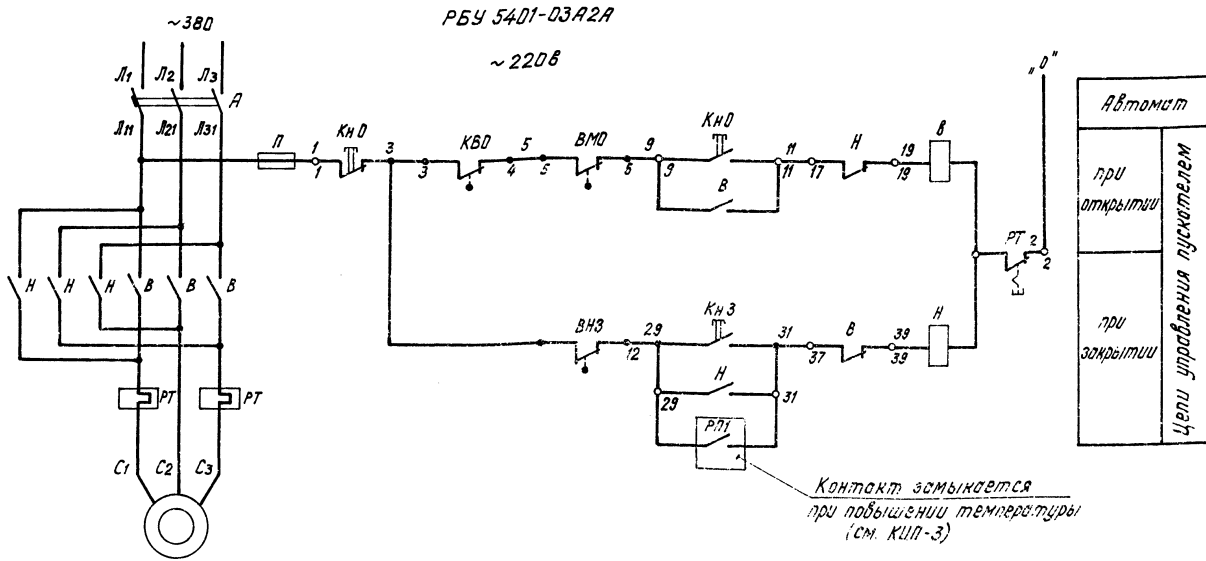 РБУ 5401-03А2А
~380
~220в
"0"
Л1 Л2 Л3
А
Л11 Л21 Л31
П
1
1
КнО
3
3
КВО
5
4
5
ВМО
6
9
9
КнО
В
11
11
17
Н
19
19
В
Н Н Н В В В
ВНЗ
12
29
КнЗ
31
37
В
39
39
Н
РТ
2
2
29
Н
31
РП1
РТ РТ
С1 С2 С3
Контакт замыкается
при повышении температуры
(см. КИП-3)
Автомат
при
открытии
при
закрытии
Цепи управления пускателем